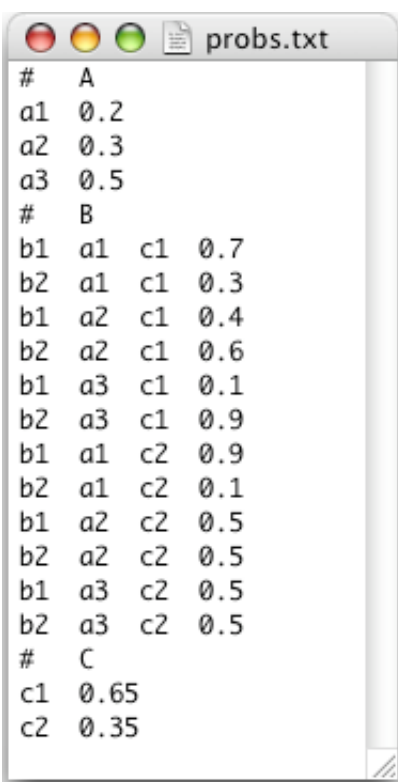 probs.txt
# A
a1 0.2
a2 0.3
a3 0.5
# B
b1 a1 c1 0.7
b2 a1 c1 0.3
b1 a2 c1 0.4
b2 a2 c1 0.6
b1 a3 c1 0.1
b2 a3 c1 0.9
b1 a1 c2 0.9
b2 a1 c2 0.1
b1 a2 c2 0.5
b2 a2 c2 0.5
b1 a3 c2 0.5
b2 a3 c2 0.5
# C
c1 0.65
c2 0.35